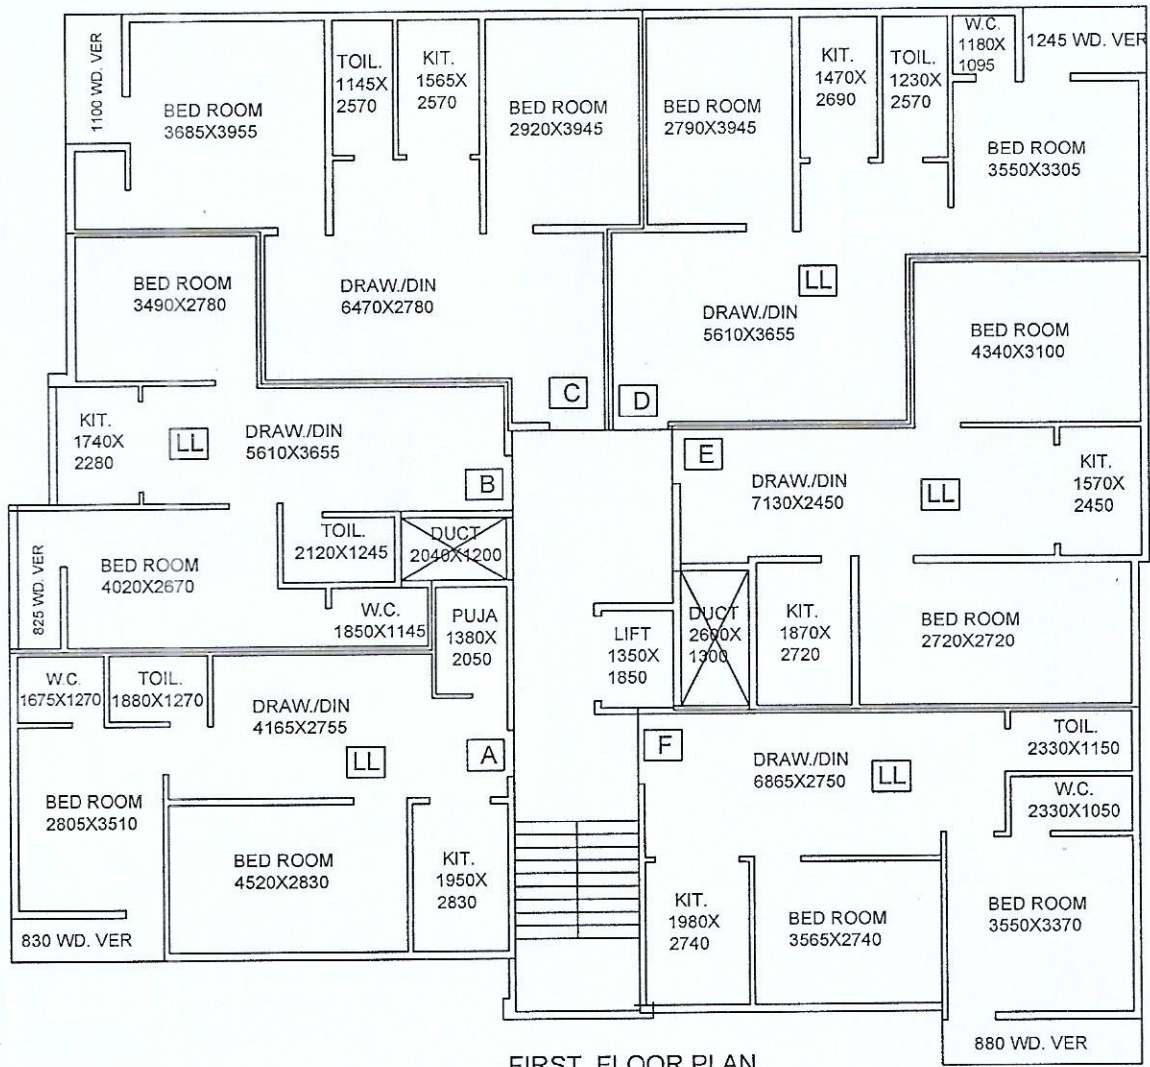 1100 WD. VER
BED ROOM
3685X3955
TOIL.
1145X
2570
KIT.
1565X
2570
BED ROOM
2920X3945
BED ROOM
2790X3945
KIT.
1470X
2690
TOIL.
1230X
2570
W.C.
1180X
1095
1245 WD. VER
BED ROOM
3550X3305
BED ROOM
3490X2780
DRAW./DIN
6470X2780
C
D
DRAW./DIN
5610X3655
LL
BED ROOM
4340X3100
KIT.
1740X
2280
LL
DRAW./DIN
5610X3655
B
E
DRAW./DIN
7130X2450
LL
KIT.
1570X
2450
825 WD. VER
BED ROOM
4020X2670
TOIL.
2120X1245
DUCT
2040X1200
W.C.
1850X1145
PUJA
1380X
2050
LIFT
1350X
1850
DUCT
2600X
1300
KIT.
1870X
2720
BED ROOM
2720X2720
W.C.
1675X1270
TOIL.
1880X1270
DRAW./DIN
4165X2755
LL
A
F
DRAW./DIN
6865X2750
LL
TOIL.
2330X1150
W.C.
2330X1050
BED ROOM
2805X3510
BED ROOM
4520X2830
KIT.
1950X
2830
KIT.
1980X
2740
BED ROOM
3565X2740
BED ROOM
3550X3370
830 WD. VER
880 WD. VER
FIRST FLOOR PLAN